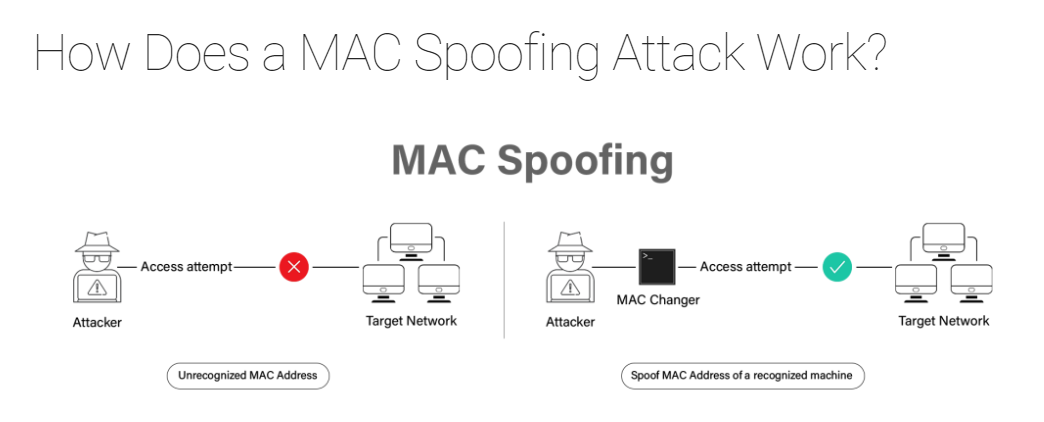 How Does a MAC Spoofing Attack Work?
MAC Spoofing
Access attempt
Attacker
Target Network
Unrecognized MAC Address
>_
Access attempt
MAC Changer
Attacker
Target Network
Spoof MAC Address of a recognized machine